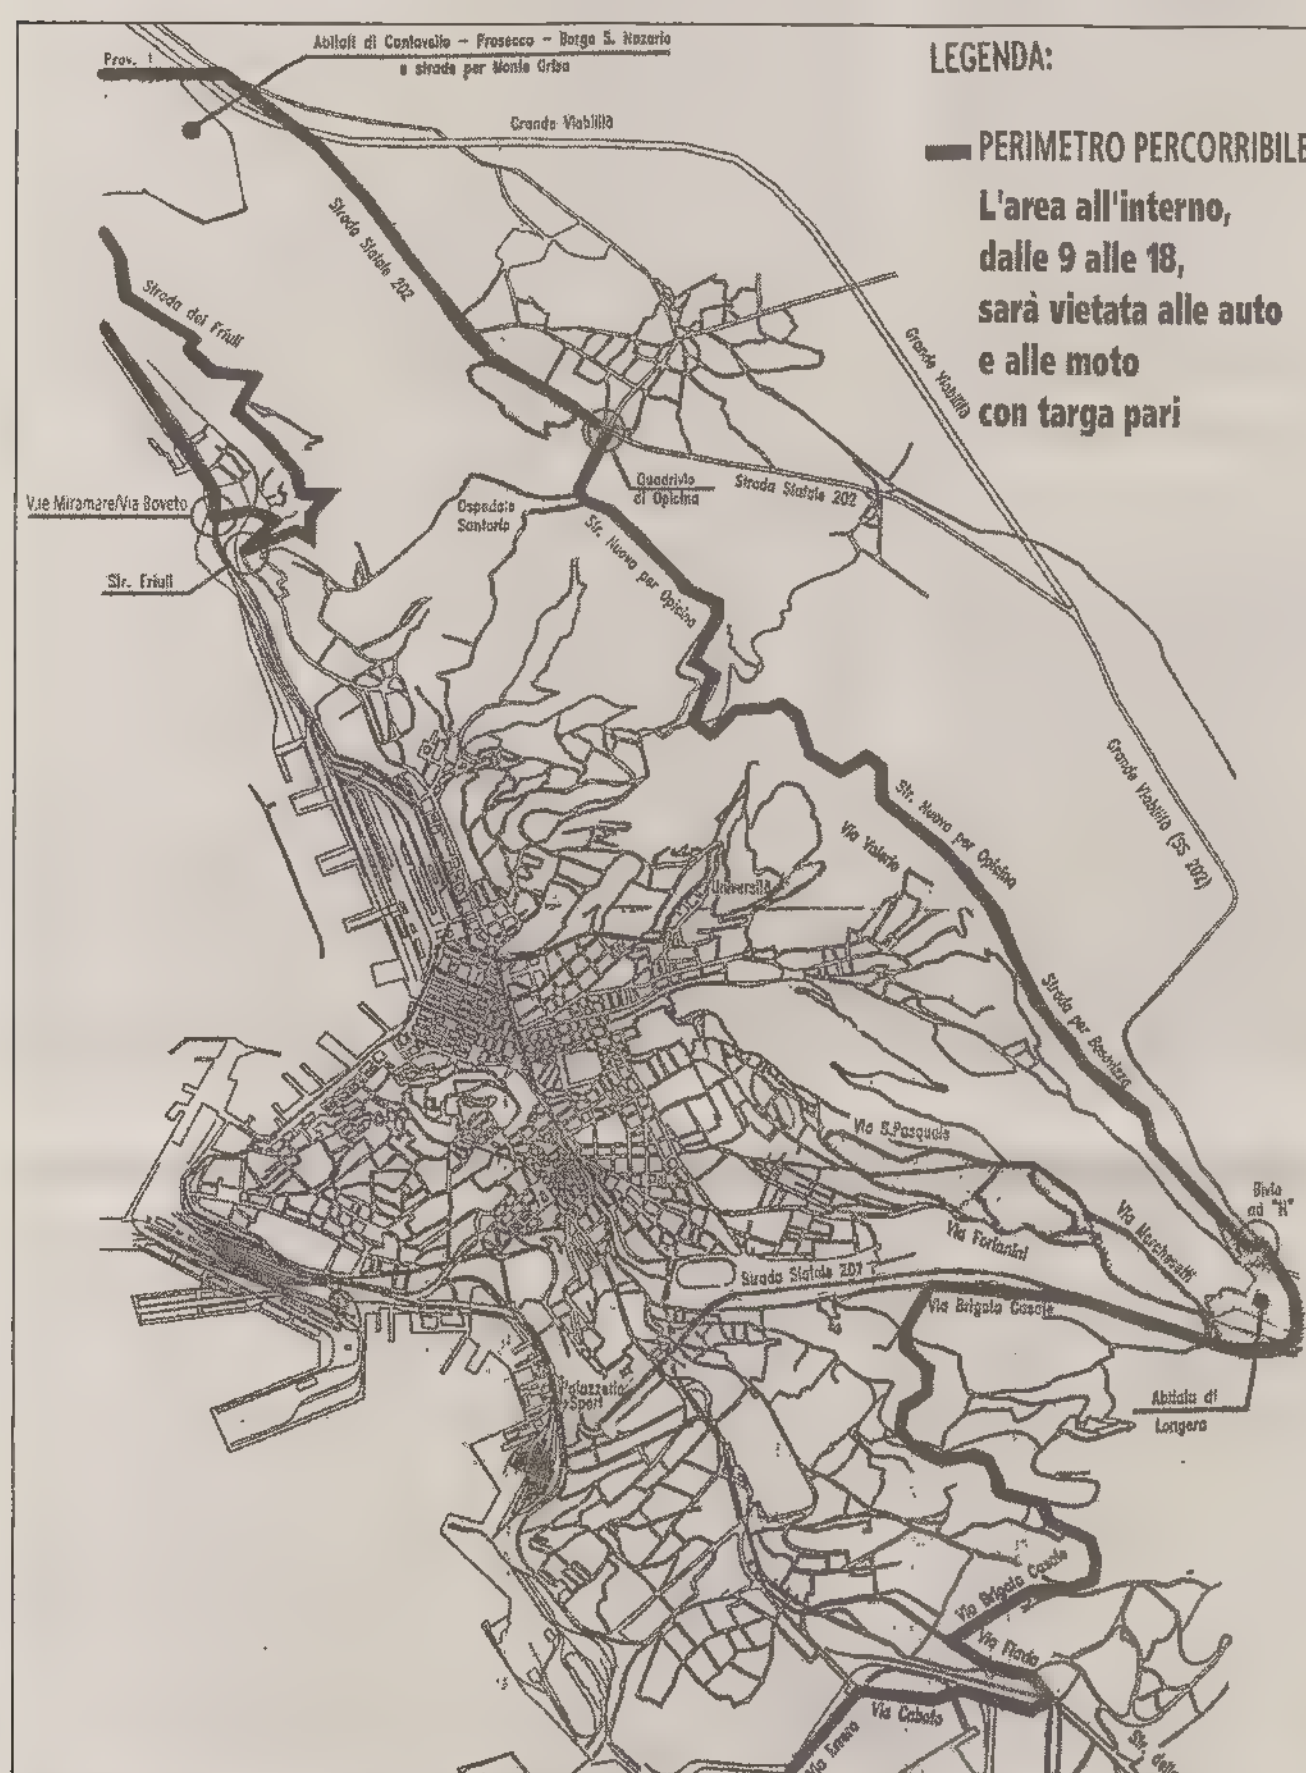 Prov. 1
Abitati di Contovello - Prosecco - Borgo S. Nazario
e strade per Monte Grisa
LEGENDA:
PERIMETRO PERCORRIBILE
L'area all'interno,
dalle 9 alle 18,
sarà vietata alle auto
e alle moto
con targa pari
Grande Viabilità
Strada Statale 202
Strada del Friuli
Grande Viabilità
V.le Miramare/Via Boveto
Str. Friuli
Ospedale
Santorio
Quadrivio
di Opicina
Strada Statale 202
Str. Nuova per Opicina
Grande Viabilità (SS 202)
Str. Nuova per Opicina
Via Valerio
Università
Strada per Basovizza
Via S.Pasquale
Bivio
ad "H"
Via Marchesetti
Via Forlanini
Strada Statale 202
Via Brigata Casale
Abitato di
Longera
Palazzetto
Sport
Via Brigata Casale
Via Flavia
Via Caboto
Via Errera
Str. delle